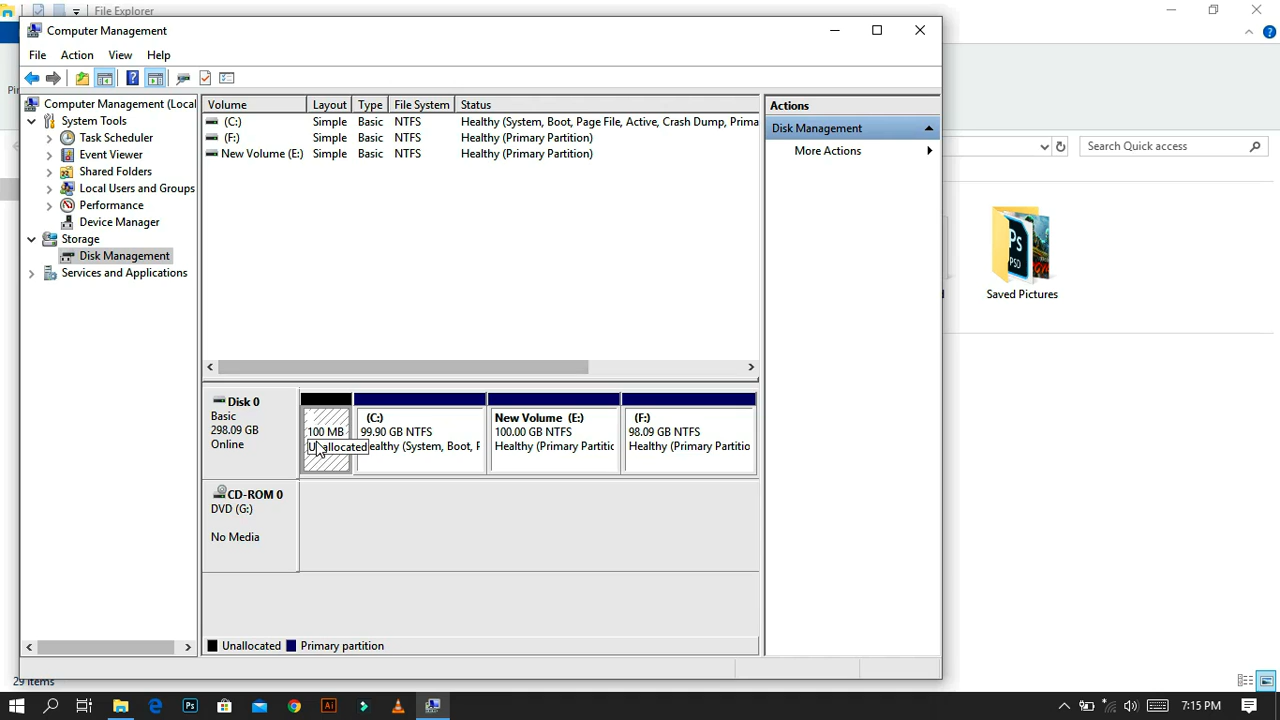 File Explorer
Computer Management
File Action View Help
Pin
Computer Management (Local
System Tools
Task Scheduler
Event Viewer
Shared Folders
Local Users and Groups
Performance
Device Manager
Storage
Disk Management
Services and Applications
Volume Layout Type File System Status
(C:) Simple Basic NTFS Healthy (System, Boot, Page File, Active, Crash Dump, Prima
(F:) Simple Basic NTFS Healthy (Primary Partition)
New Volume (E:) Simple Basic NTFS Healthy (Primary Partition)
Actions
Disk Management
More Actions
Search Quick access
PSD
Saved Pictures
Disk 0
Basic
298.09 GB
Online
100 MB
Unallocated
(C:)
99.90 GB NTFS
Healthy (System, Boot, F
New Volume (E:)
100.00 GB NTFS
Healthy (Primary Partitic
(F:)
98.09 GB NTFS
Healthy (Primary Partitio
CD-ROM 0
DVD (G:)
No Media
Unallocated Primary partition
29 items
Ps
Ai
7:15 PM